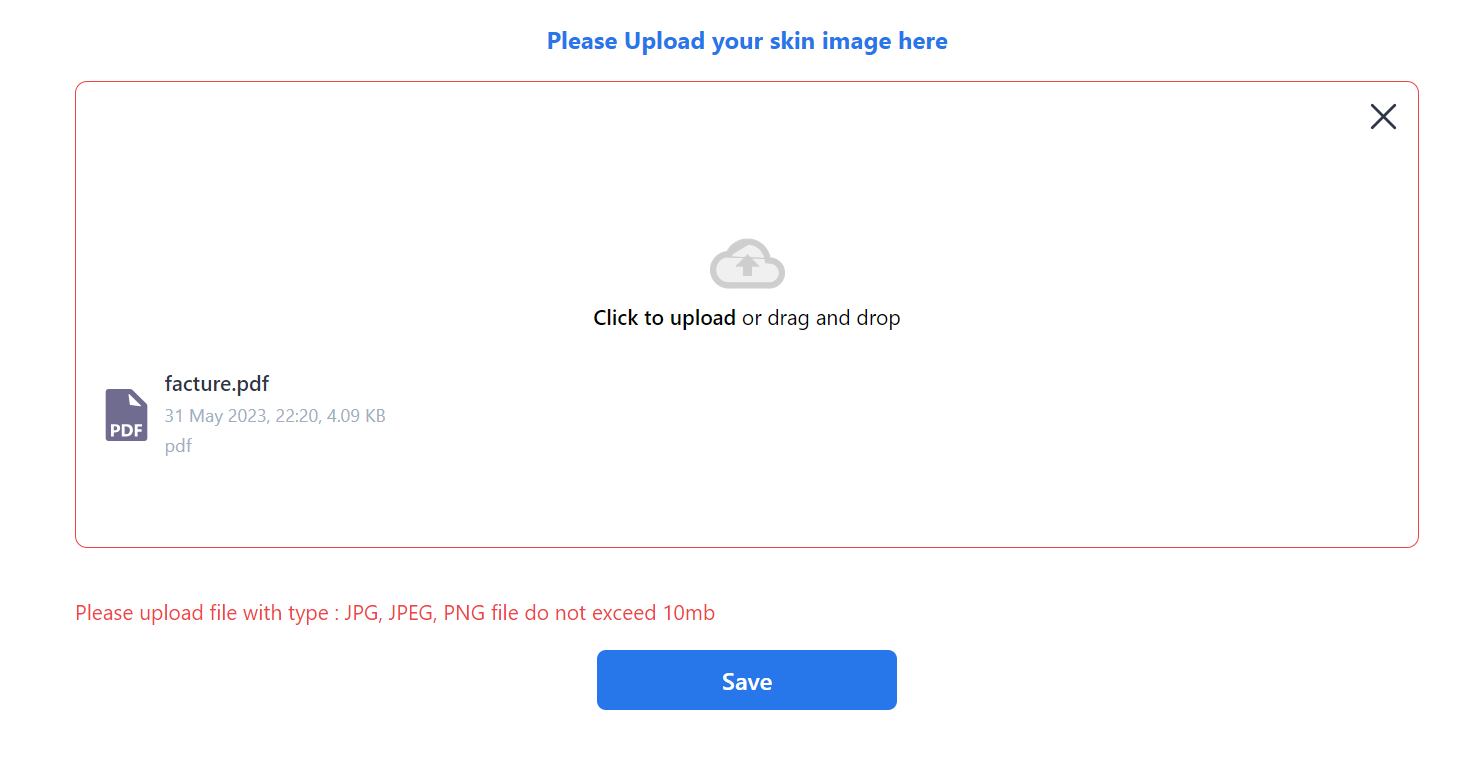 Please Upload your skin image here
Click to upload or drag and drop
facture.pdf
31 May 2023, 22:20, 4.09 KB
PDF
pdf
Please upload file with type : JPG, JPEG, PNG file do not exceed 10mb
Save